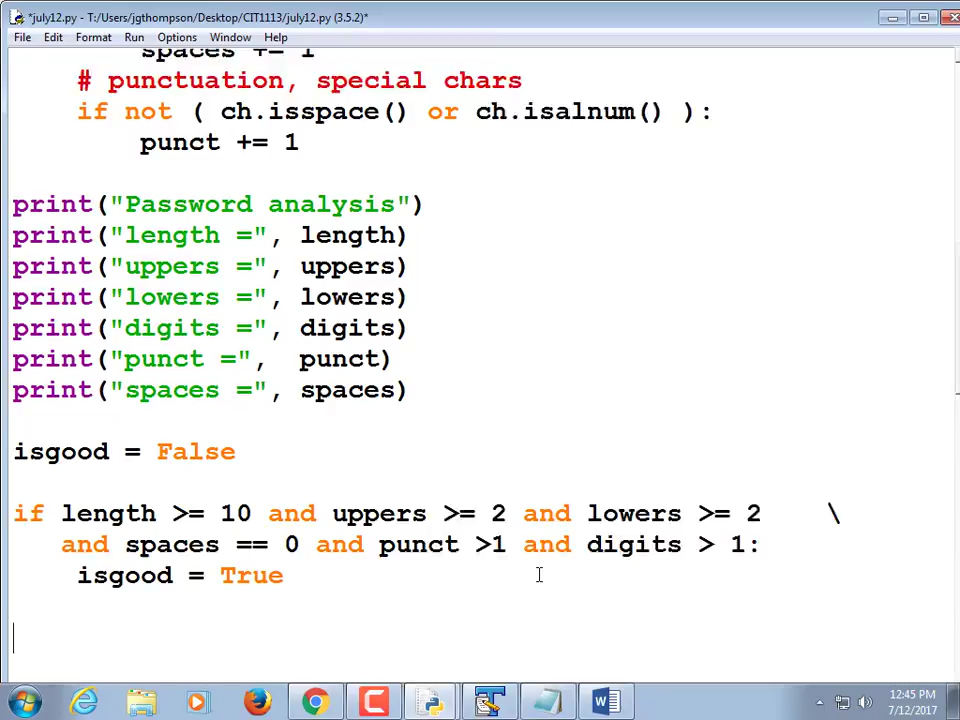 *july12.py - T:/Users/jgthompson/Desktop/CIT1113/july12.py (3.5.2)*
File Edit Format Run Options Window Help
spaces += 1
# punctuation, special chars
if not ( ch.isspace() or ch.isalnum() ):
punct += 1
print("Password analysis")
print("length =", length)
print("uppers =", uppers)
print("lowers =", lowers)
print("digits =", digits)
print("punct =",  punct)
print("spaces =", spaces)
isgood = False
if length >= 10 and uppers >= 2 and lowers >= 2    \
and spaces == 0 and punct >1 and digits > 1:
isgood = True
12:45 PM
7/12/2017